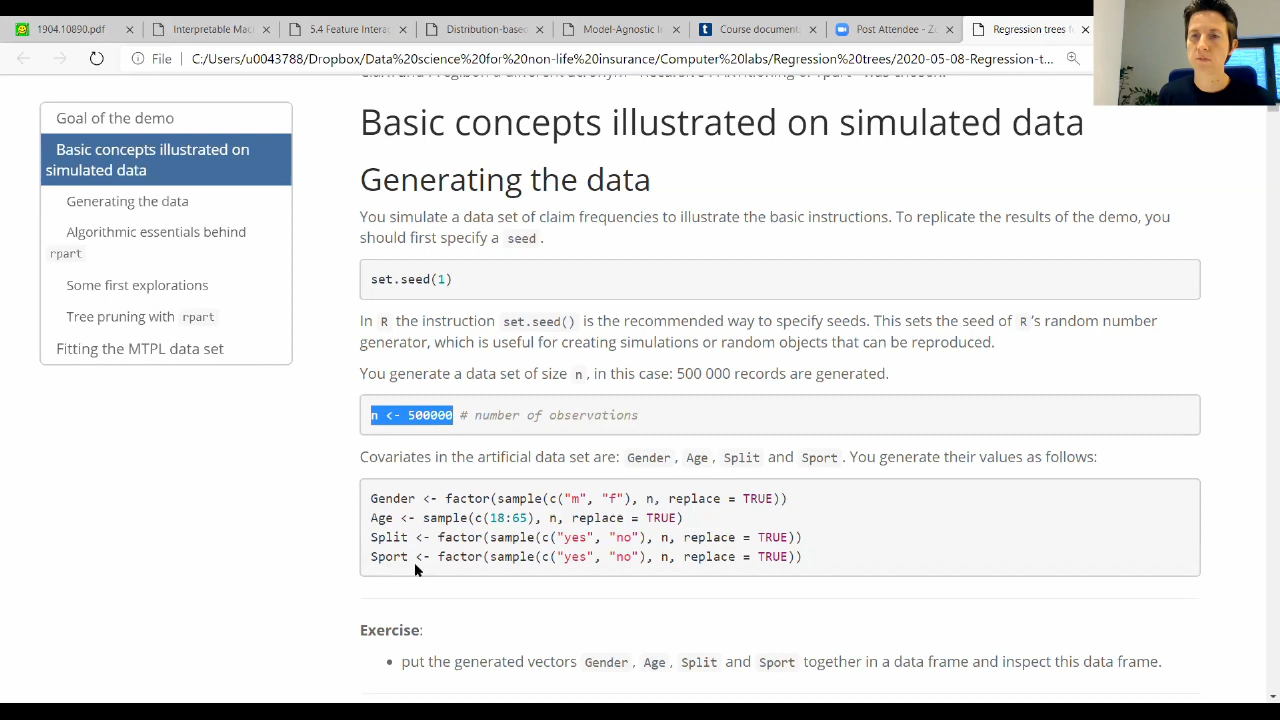 1904.10890.pdf
Interpretable Mac
5.4 Feature Interac
Distribution-based
Model-Agnostic In
Course document
Post Attendee - Zo
Regression trees fo
File C:/Users/u0043788/Dropbox/Data%20science%20for%20non-life%20insurance/Computer%20labs/Regression%20trees/2020-05-08-Regression-t...
Goal of the demo
Basic concepts illustrated on
simulated data
Generating the data
Algorithmic essentials behind
rpart
Some first explorations
Tree pruning with rpart
Fitting the MTPL data set
Basic concepts illustrated on simulated data
Generating the data
You simulate a data set of claim frequencies to illustrate the basic instructions. To replicate the results of the demo, you
should first specify a seed .
set.seed(1)
In R the instruction set.seed() is the recommended way to specify seeds. This sets the seed of R 's random number
generator, which is useful for creating simulations or random objects that can be reproduced.
You generate a data set of size n , in this case: 500 000 records are generated.
n <- 500000 # number of observations
Covariates in the artificial data set are: Gender , Age , Split and Sport . You generate their values as follows:
Gender <- factor(sample(c("m", "f"), n, replace = TRUE))
Age <- sample(c(18:65), n, replace = TRUE)
Split <- factor(sample(c("yes", "no"), n, replace = TRUE))
Sport <- factor(sample(c("yes", "no"), n, replace = TRUE))
Exercise:
• put the generated vectors Gender , Age , Split and Sport together in a data frame and inspect this data frame.